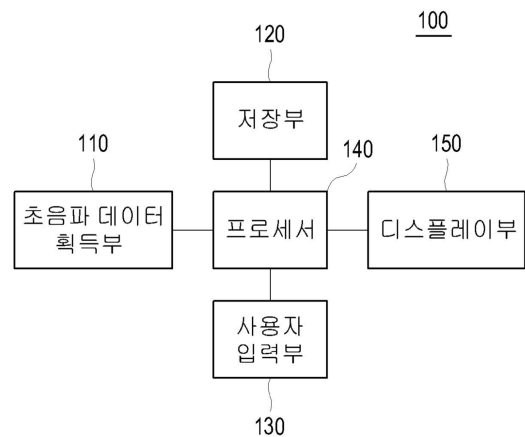 100
120
저장부
110
140
150
초음파 데이터
획득부
프로세서
디스플레이부
사용자
입력부
130